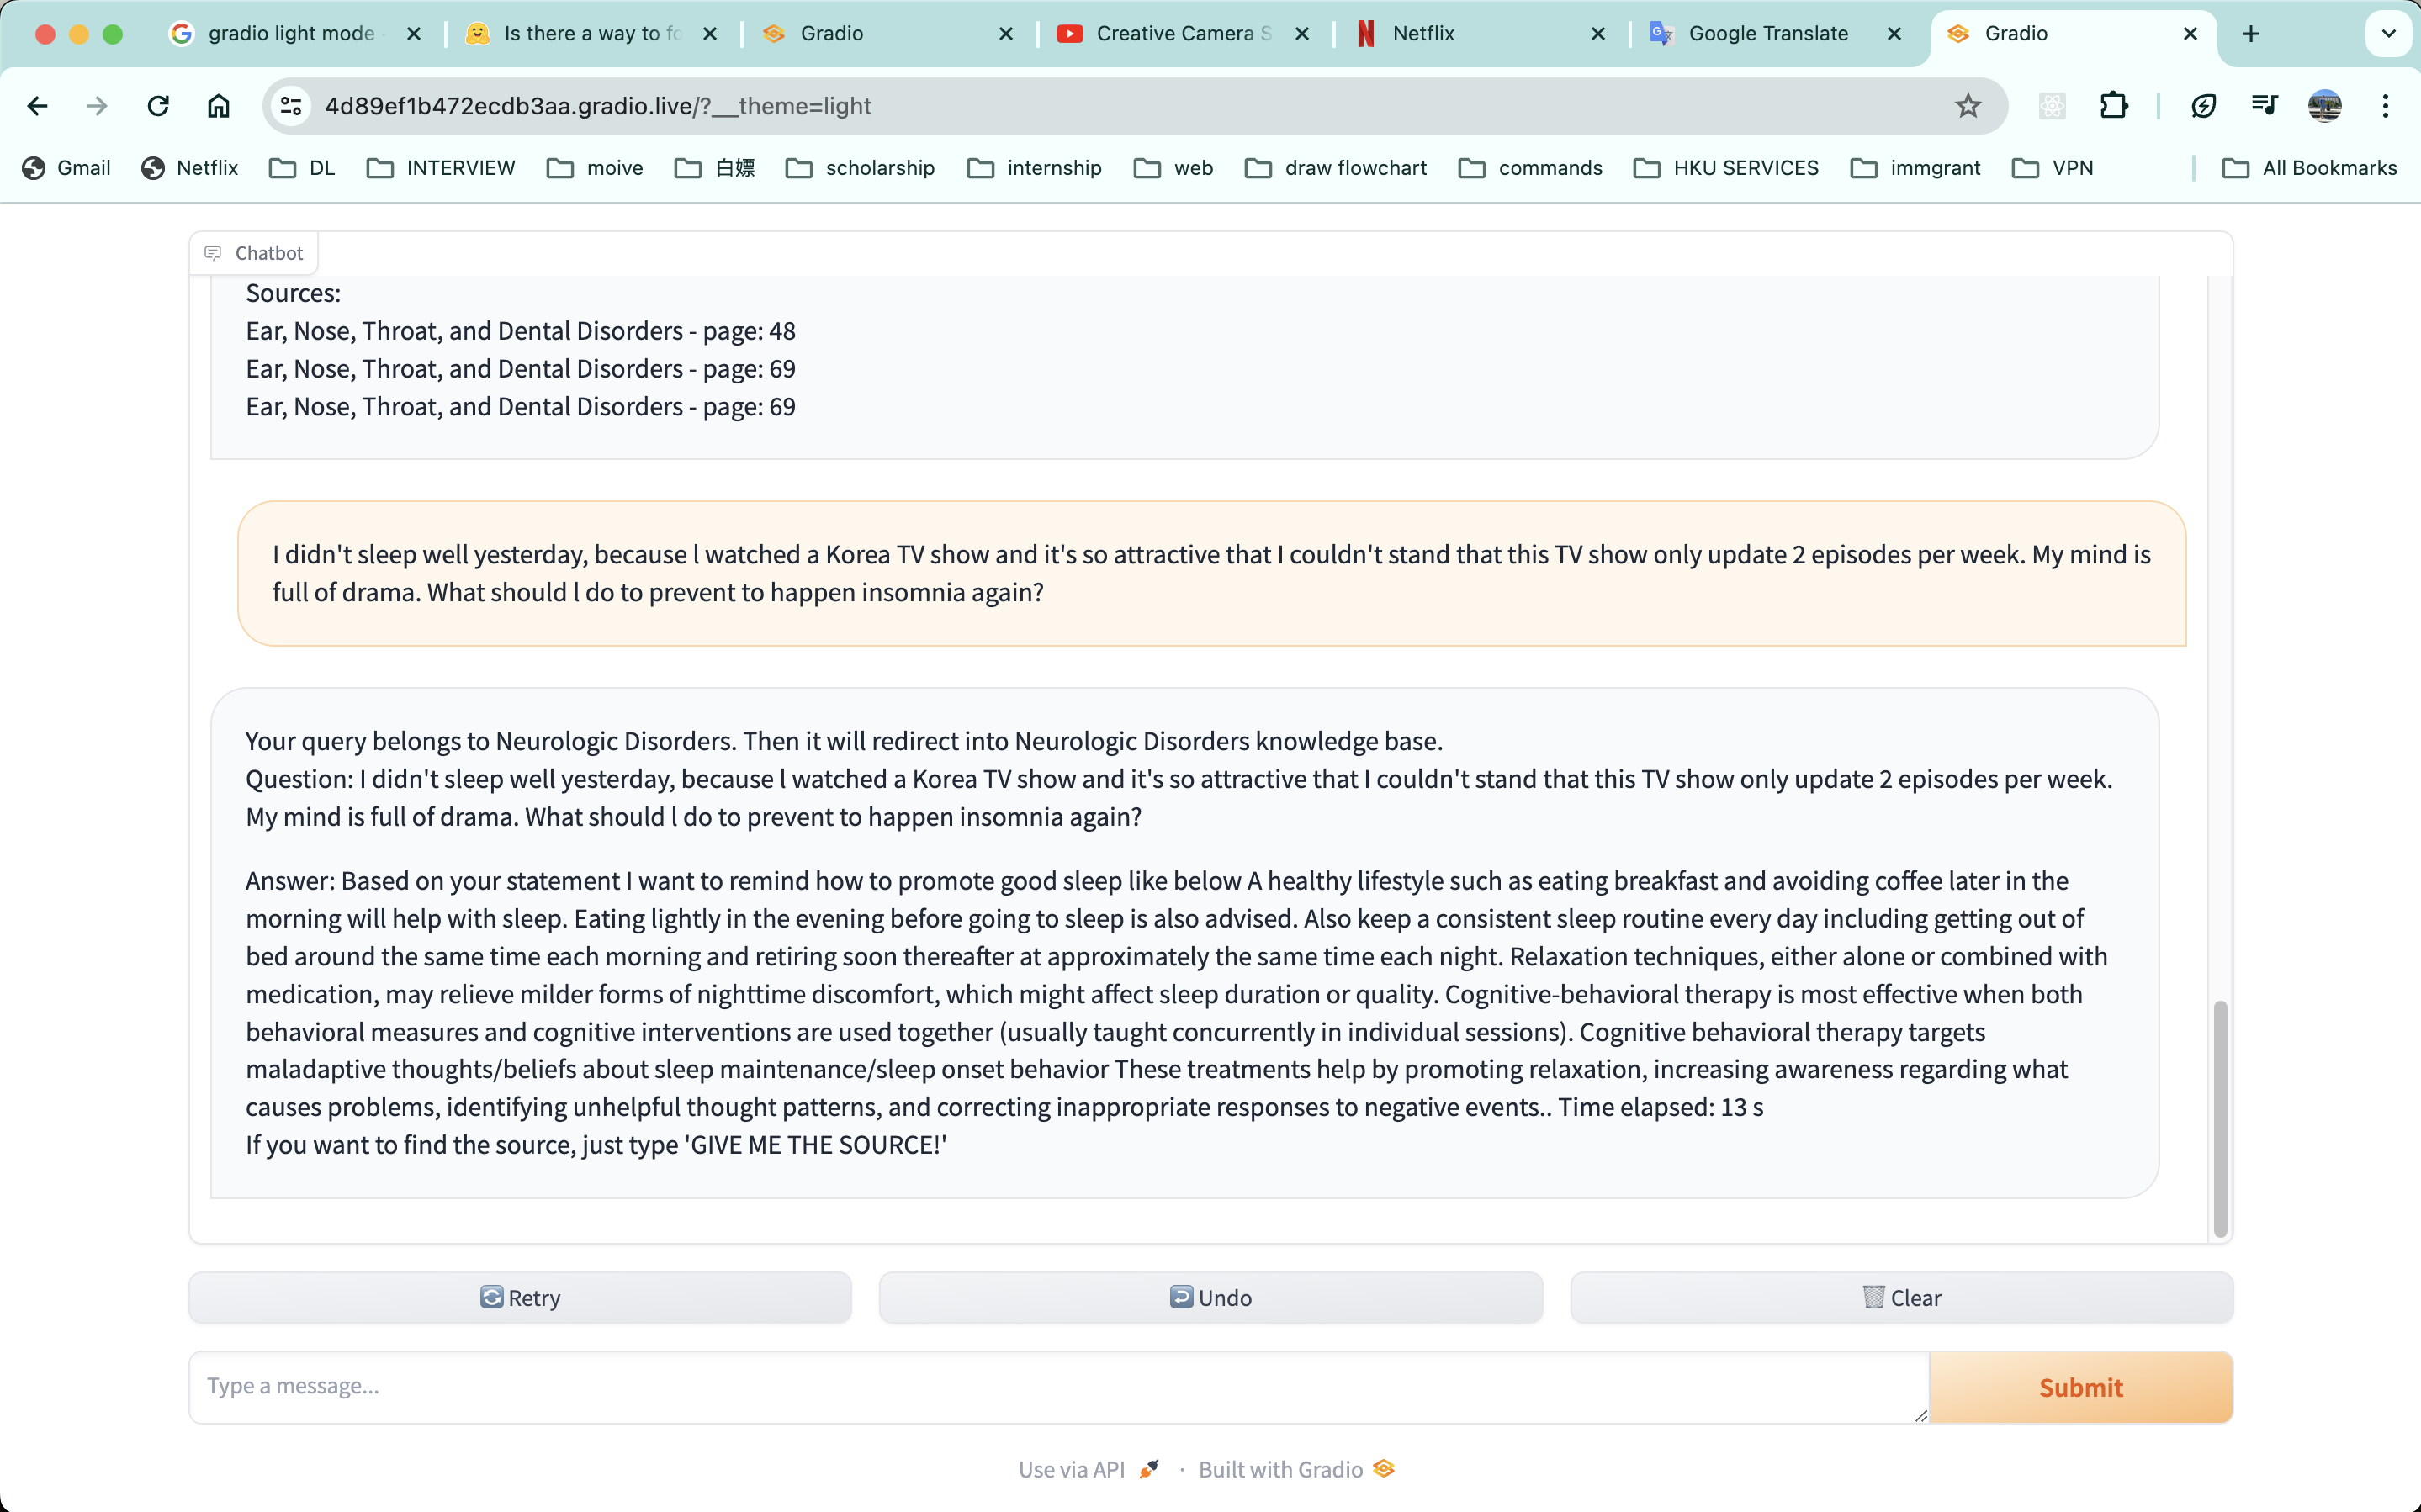 gradio light mode -
Is there a way to fo
Gradio
Creative Camera S
Netflix
Google Translate
Gradio
4d89ef1b472ecdb3aa.gradio.live/?__theme=light
Gmail
Netflix
DL
INTERVIEW
moive
白嫖
scholarship
internship
web
draw flowchart
commands
HKU SERVICES
immgrant
VPN
All Bookmarks
Chatbot
Sources:
Ear, Nose, Throat, and Dental Disorders - page: 48
Ear, Nose, Throat, and Dental Disorders - page: 69
Ear, Nose, Throat, and Dental Disorders - page: 69
I didn't sleep well yesterday, because l watched a Korea TV show and it's so attractive that I couldn't stand that this TV show only update 2 episodes per week. My mind is
full of drama. What should l do to prevent to happen insomnia again?
Your query belongs to Neurologic Disorders. Then it will redirect into Neurologic Disorders knowledge base.
Question: I didn't sleep well yesterday, because l watched a Korea TV show and it's so attractive that I couldn't stand that this TV show only update 2 episodes per week.
My mind is full of drama. What should l do to prevent to happen insomnia again?
Answer: Based on your statement I want to remind how to promote good sleep like below A healthy lifestyle such as eating breakfast and avoiding coffee later in the
morning will help with sleep. Eating lightly in the evening before going to sleep is also advised. Also keep a consistent sleep routine every day including getting out of
bed around the same time each morning and retiring soon thereafter at approximately the same time each night. Relaxation techniques, either alone or combined with
medication, may relieve milder forms of nighttime discomfort, which might affect sleep duration or quality. Cognitive-behavioral therapy is most effective when both
behavioral measures and cognitive interventions are used together (usually taught concurrently in individual sessions). Cognitive behavioral therapy targets
maladaptive thoughts/beliefs about sleep maintenance/sleep onset behavior These treatments help by promoting relaxation, increasing awareness regarding what
causes problems, identifying unhelpful thought patterns, and correcting inappropriate responses to negative events.. Time elapsed: 13 s
If you want to find the source, just type 'GIVE ME THE SOURCE!'
Retry
Undo
Clear
Type a message...
Submit
Use via API · Built with Gradio